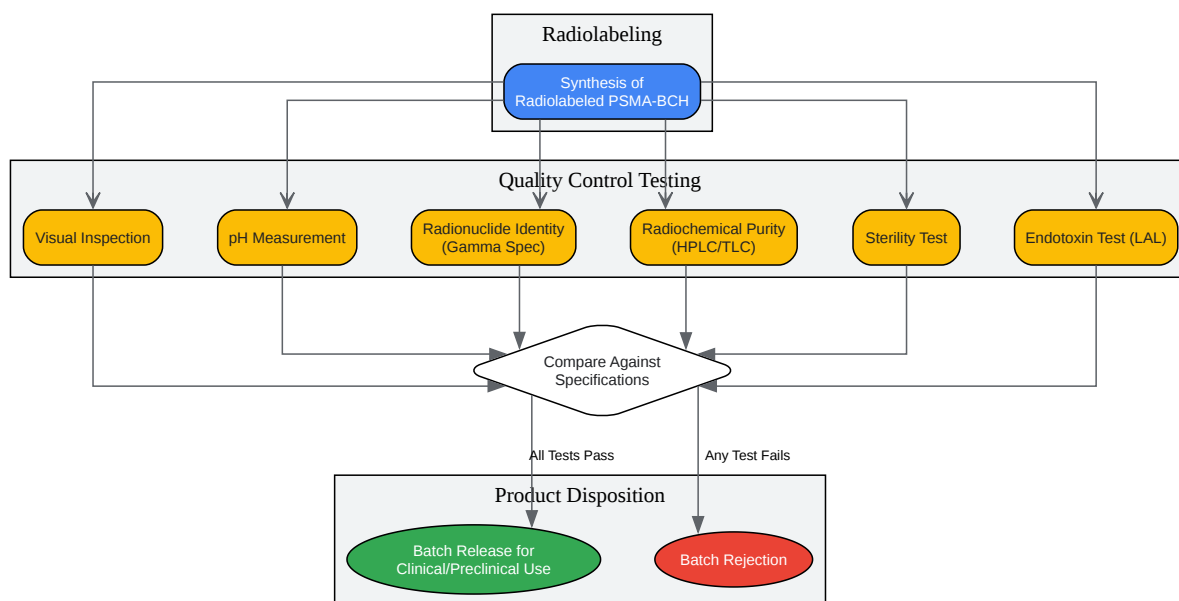 Radiolabeling
Synthesis of
Radiolabeled PSMA-BCH
Quality Control Testing
Visual Inspection
pH Measurement
Radionuclide Identity
(Gamma Spec)
Radiochemical Purity
(HPLC/TLC)
Sterility Test
Endotoxin Test (LAL)
Compare Against
Specifications
All Tests Pass
Any Test Fails
Product Disposition
Batch Release for
Clinical/Preclinical Use
Batch Rejection